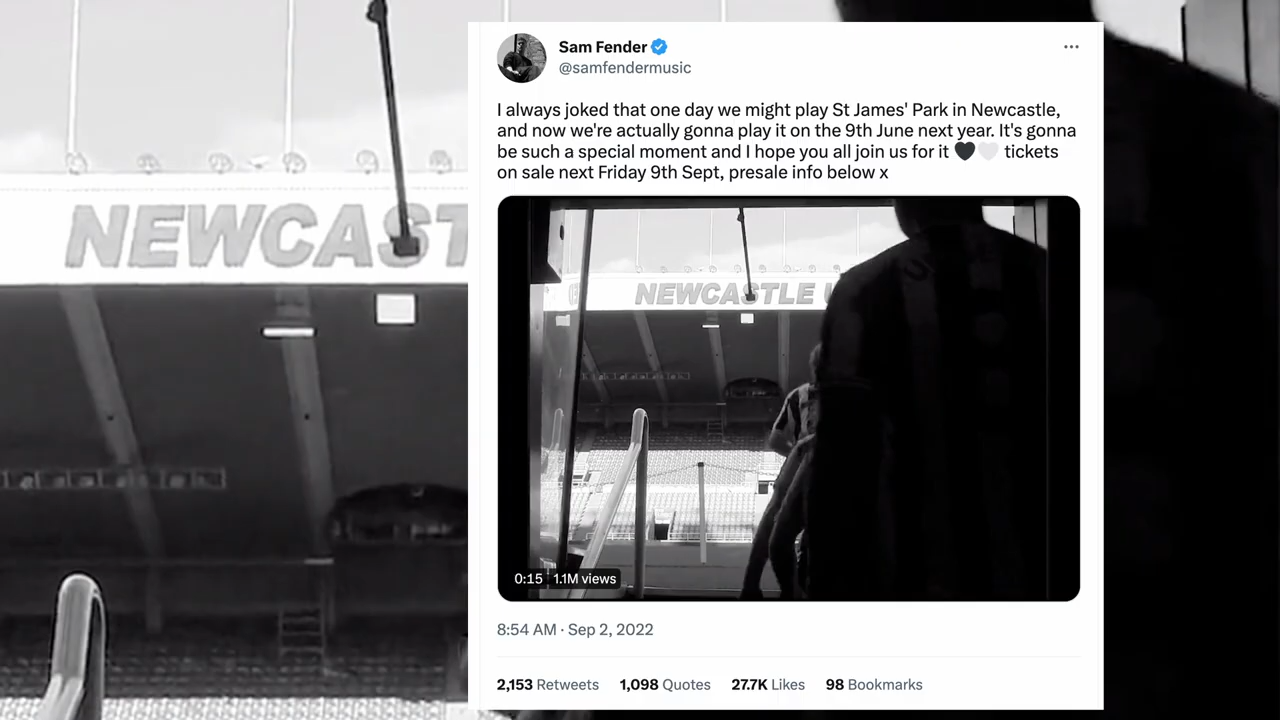 NEWCAST
Sam Fender
@samfendermusic
I always joked that one day we might play St James' Park in Newcastle,
and now we're actually gonna play it on the 9th June next year. It's gonna
be such a special moment and I hope you all join us for it 🖤🤍 tickets
on sale next Friday 9th Sept, presale info below x
NEWCASTLE U
0:15 1.1M views
8:54 AM · Sep 2, 2022
2,153 Retweets 1,098 Quotes 27.7K Likes 98 Bookmarks